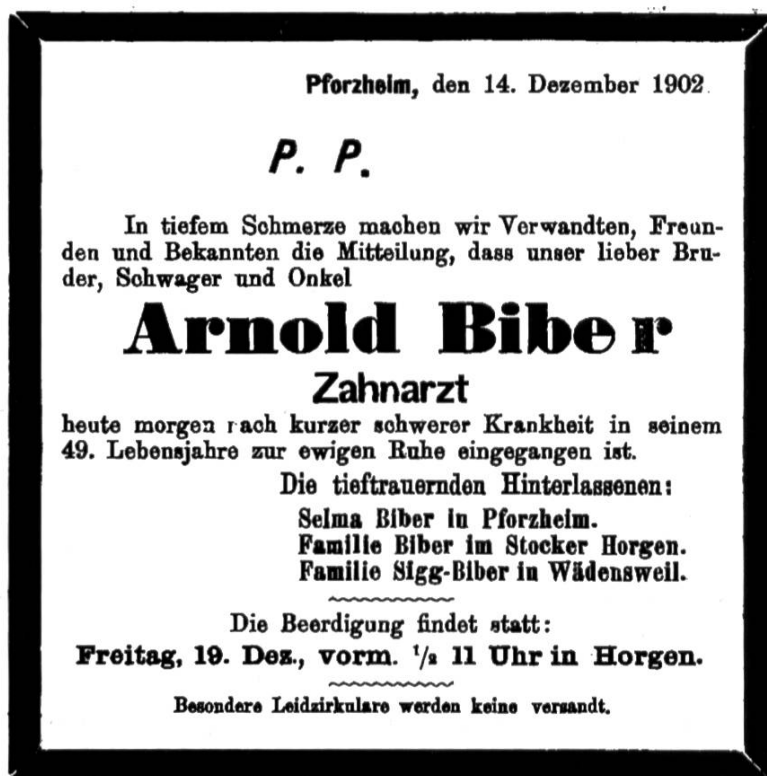 Pforzheim, den 14. Dezember 1902.
P. P.
In tiefem Schmerze machen wir Verwandten, Freun-
den und Bekannten die Mitteilung, dass unser lieber Bru-
der, Schwager und Onkel
Arnold Biber
Zahnarzt
heute morgen nach kurzer schwerer Krankheit in seinem
49. Lebensjahre zur ewigen Ruhe eingegangen ist.
Die tieftrauernden Hinterlassenen:
Selma Biber in Pforzheim.
Familie Biber im Stocker Horgen.
Familie Sigg-Biber in Wädensweil.
Die Beerdigung findet statt:
Freitag, 19. Dez., vorm. 1/2 11 Uhr in Horgen.
Besondere Leidzirkulare werden keine versandt.